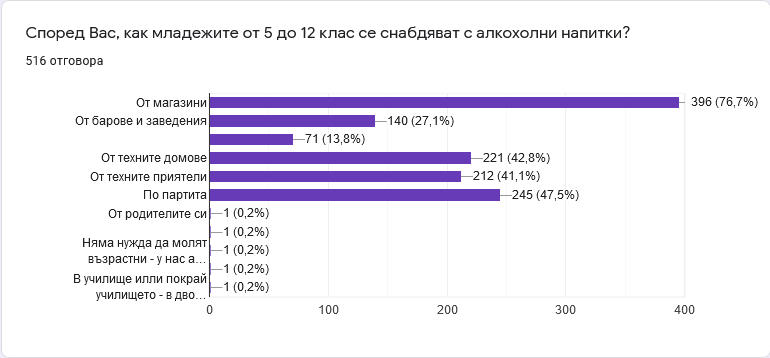 Според Вас, как младежите от 5 до 12 клас се снабдяват с алкохолни напитки?
516 отговора
От магазини 396 (76,7%)
От барове и заведения 140 (27,1%)
71 (13,8%)
От техните домове 221 (42,8%)
От техните приятели 212 (41,1%)
По партита 245 (47,5%)
От родителите си 1 (0,2%)
1 (0,2%)
Няма нужда да молят
възрастни - у нас а… 1 (0,2%)
1 (0,2%)
В училище илли покрай
училището - в дво… 1 (0,2%)
0 100 200 300 400